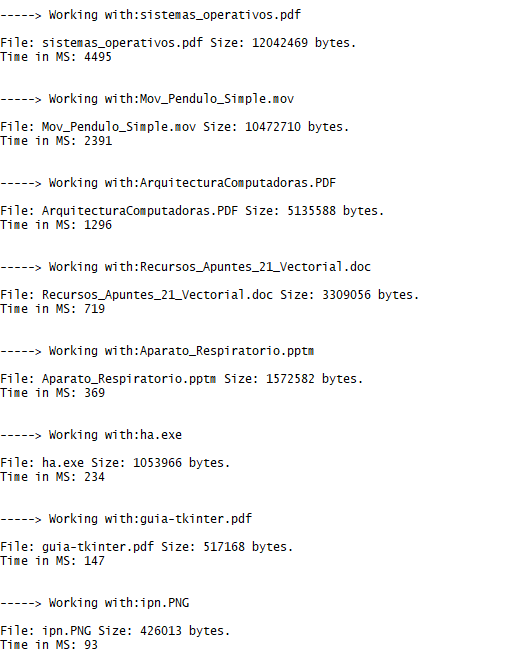 -----> Working with:sistemas_operativos.pdf
File: sistemas_operativos.pdf Size: 12042469 bytes.
Time in MS: 4495
-----> Working with:Mov_Pendulo_Simple.mov
File: Mov_Pendulo_Simple.mov Size: 10472710 bytes.
Time in MS: 2391
-----> Working with:ArquitecturaComputadoras.PDF
File: ArquitecturaComputadoras.PDF Size: 5135588 bytes.
Time in MS: 1296
-----> Working with:Recursos_Apuntes_21_Vectorial.doc
File: Recursos_Apuntes_21_Vectorial.doc Size: 3309056 bytes.
Time in MS: 719
-----> Working with:Aparato_Respiratorio.pptm
File: Aparato_Respiratorio.pptm Size: 1572582 bytes.
Time in MS: 369
-----> Working with:ha.exe
File: ha.exe Size: 1053966 bytes.
Time in MS: 234
-----> Working with:guia-tkinter.pdf
File: guia-tkinter.pdf Size: 517168 bytes.
Time in MS: 147
-----> Working with:ipn.PNG
File: ipn.PNG Size: 426013 bytes.
Time in MS: 93